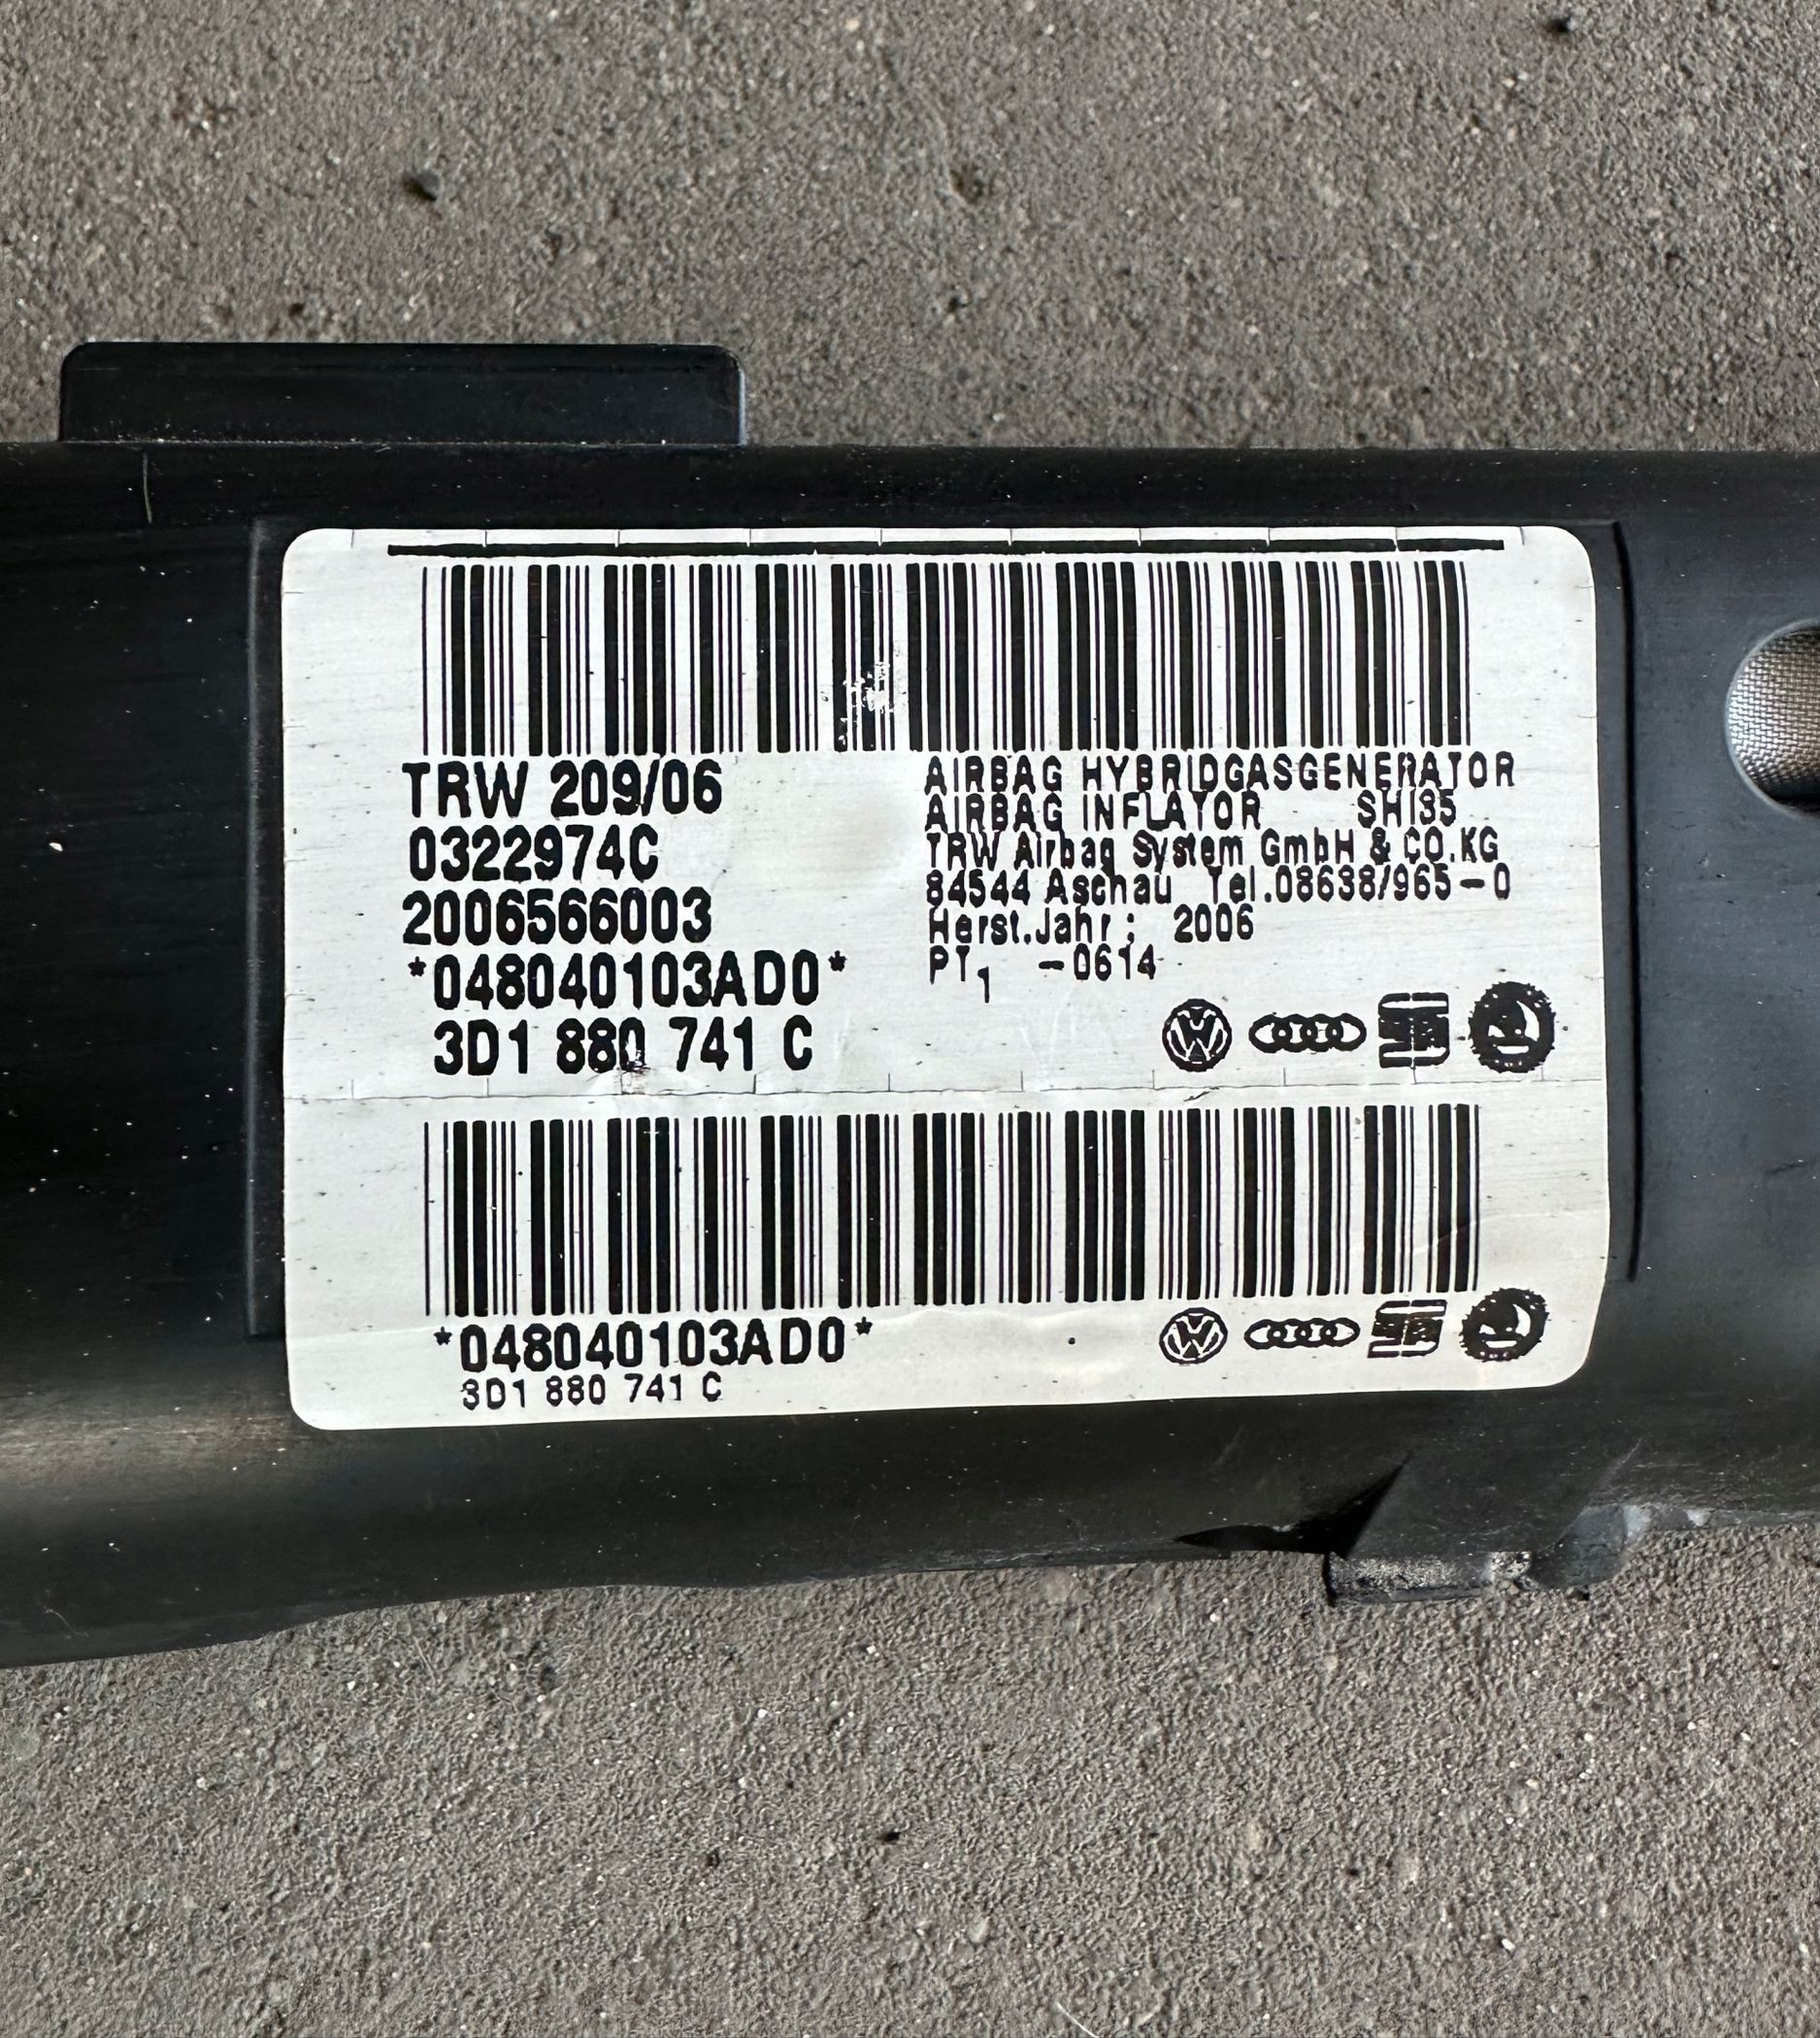 TRW 209/06
0322974C
2006566003
*048040103AD0*
3D1 880 741 C
AIRBAG HYBRIDGASGENERATOR
AIRBAG INFLATOR SHI35
TRW Airbag System GmbH & CO.KG
84544 Aschau Tel.08638/965-0
Herst.Jahr: 2006
PT1 -0614
*048040103AD0*
3D1 880 741 C